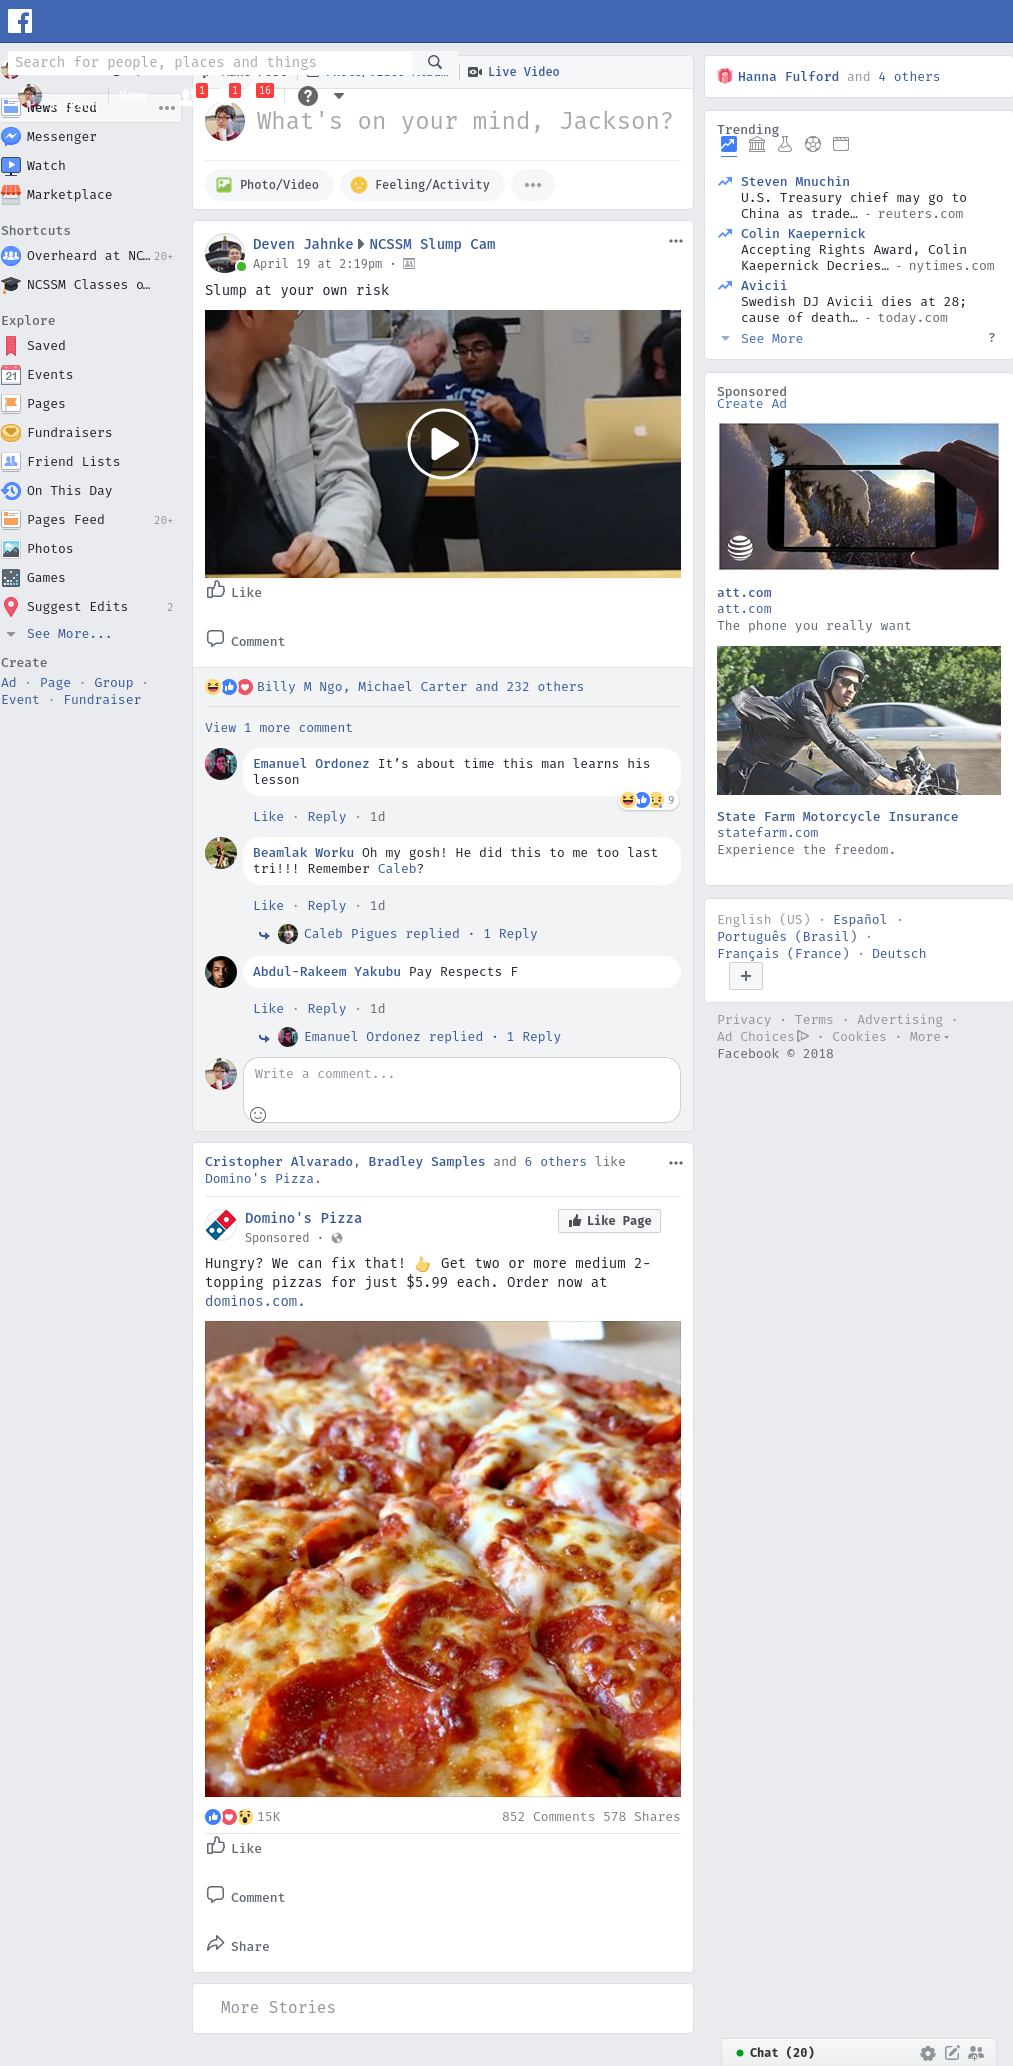 Search for people, places and things
Home
1
1
16
News Feed
Messenger
Watch
Marketplace
Shortcuts
Overheard at NC… 20+
NCSSM Classes o…
Explore
Saved
Events
Pages
Fundraisers
Friend Lists
On This Day
Pages Feed 20+
Photos
Games
Suggest Edits 2
See More...
Create
Ad · Page · Group ·
Event · Fundraiser
Live Video
What's on your mind, Jackson?
Photo/Video
Feeling/Activity
Deven Jahnke NCSSM Slump Cam
April 19 at 2:19pm ·
Slump at your own risk
Like
Comment
Billy M Ngo, Michael Carter and 232 others
View 1 more comment
Emanuel Ordonez It’s about time this man learns his
lesson
9
Like · Reply · 1d
Beamlak Worku Oh my gosh! He did this to me too last
tri!!! Remember Caleb?
Like · Reply · 1d
Caleb Pigues replied · 1 Reply
Abdul-Rakeem Yakubu Pay Respects F
Like · Reply · 1d
Emanuel Ordonez replied · 1 Reply
Write a comment...
Cristopher Alvarado, Bradley Samples and 6 others like
Domino's Pizza.
Domino's Pizza
Sponsored ·
Like Page
Hungry? We can fix that! 👉 Get two or more medium 2-
topping pizzas for just $5.99 each. Order now at
dominos.com.
15K
852 Comments 578 Shares
Like
Comment
Share
More Stories
Hanna Fulford and 4 others
Trending
Steven Mnuchin
U.S. Treasury chief may go to
China as trade… - reuters.com
Colin Kaepernick
Accepting Rights Award, Colin
Kaepernick Decries… - nytimes.com
Avicii
Swedish DJ Avicii dies at 28;
cause of death… - today.com
See More
?
Sponsored
Create Ad
att.com
att.com
The phone you really want
State Farm Motorcycle Insurance
statefarm.com
Experience the freedom.
English (US) · Español ·
Português (Brasil) ·
Français (France) · Deutsch
+
Privacy · Terms · Advertising ·
Ad Choices · Cookies · More
Facebook © 2018
Chat (20)